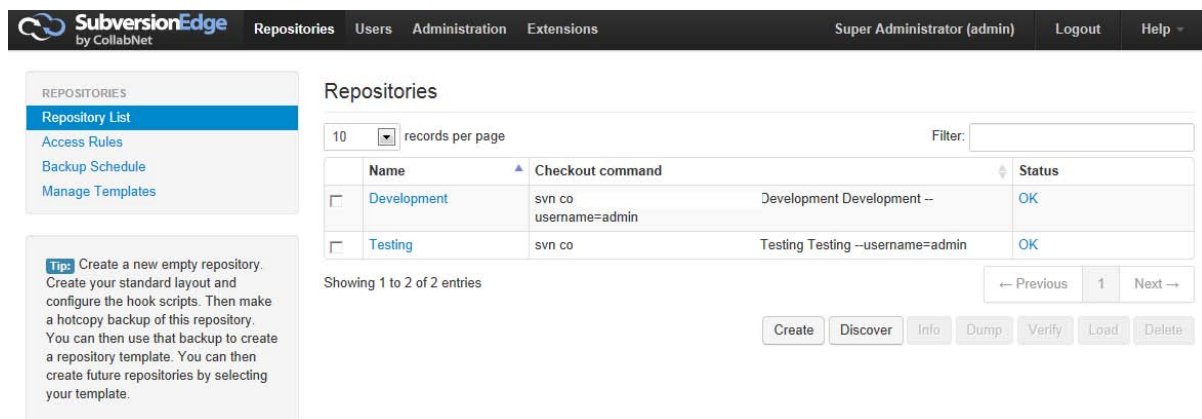 SubversionEdge
by CollabNet
Repositories Users Administration Extensions Super Administrator (admin) Logout Help
REPOSITORIES
Repository List
Access Rules
Backup Schedule
Manage Templates
Tip: Create a new empty repository.
Create your standard layout and
configure the hook scripts. Then make
a hotcopy backup of this repository.
You can then use that backup to create
a repository template. You can then
create future repositories by selecting
your template.
Repositories
10 records per page Filter:
Name Checkout command Status
Development svn co Development Development -- OK
username=admin
Testing svn co Testing Testing --username=admin OK
Showing 1 to 2 of 2 entries
← Previous 1 Next →
Create Discover Info Dump Verify Load Delete